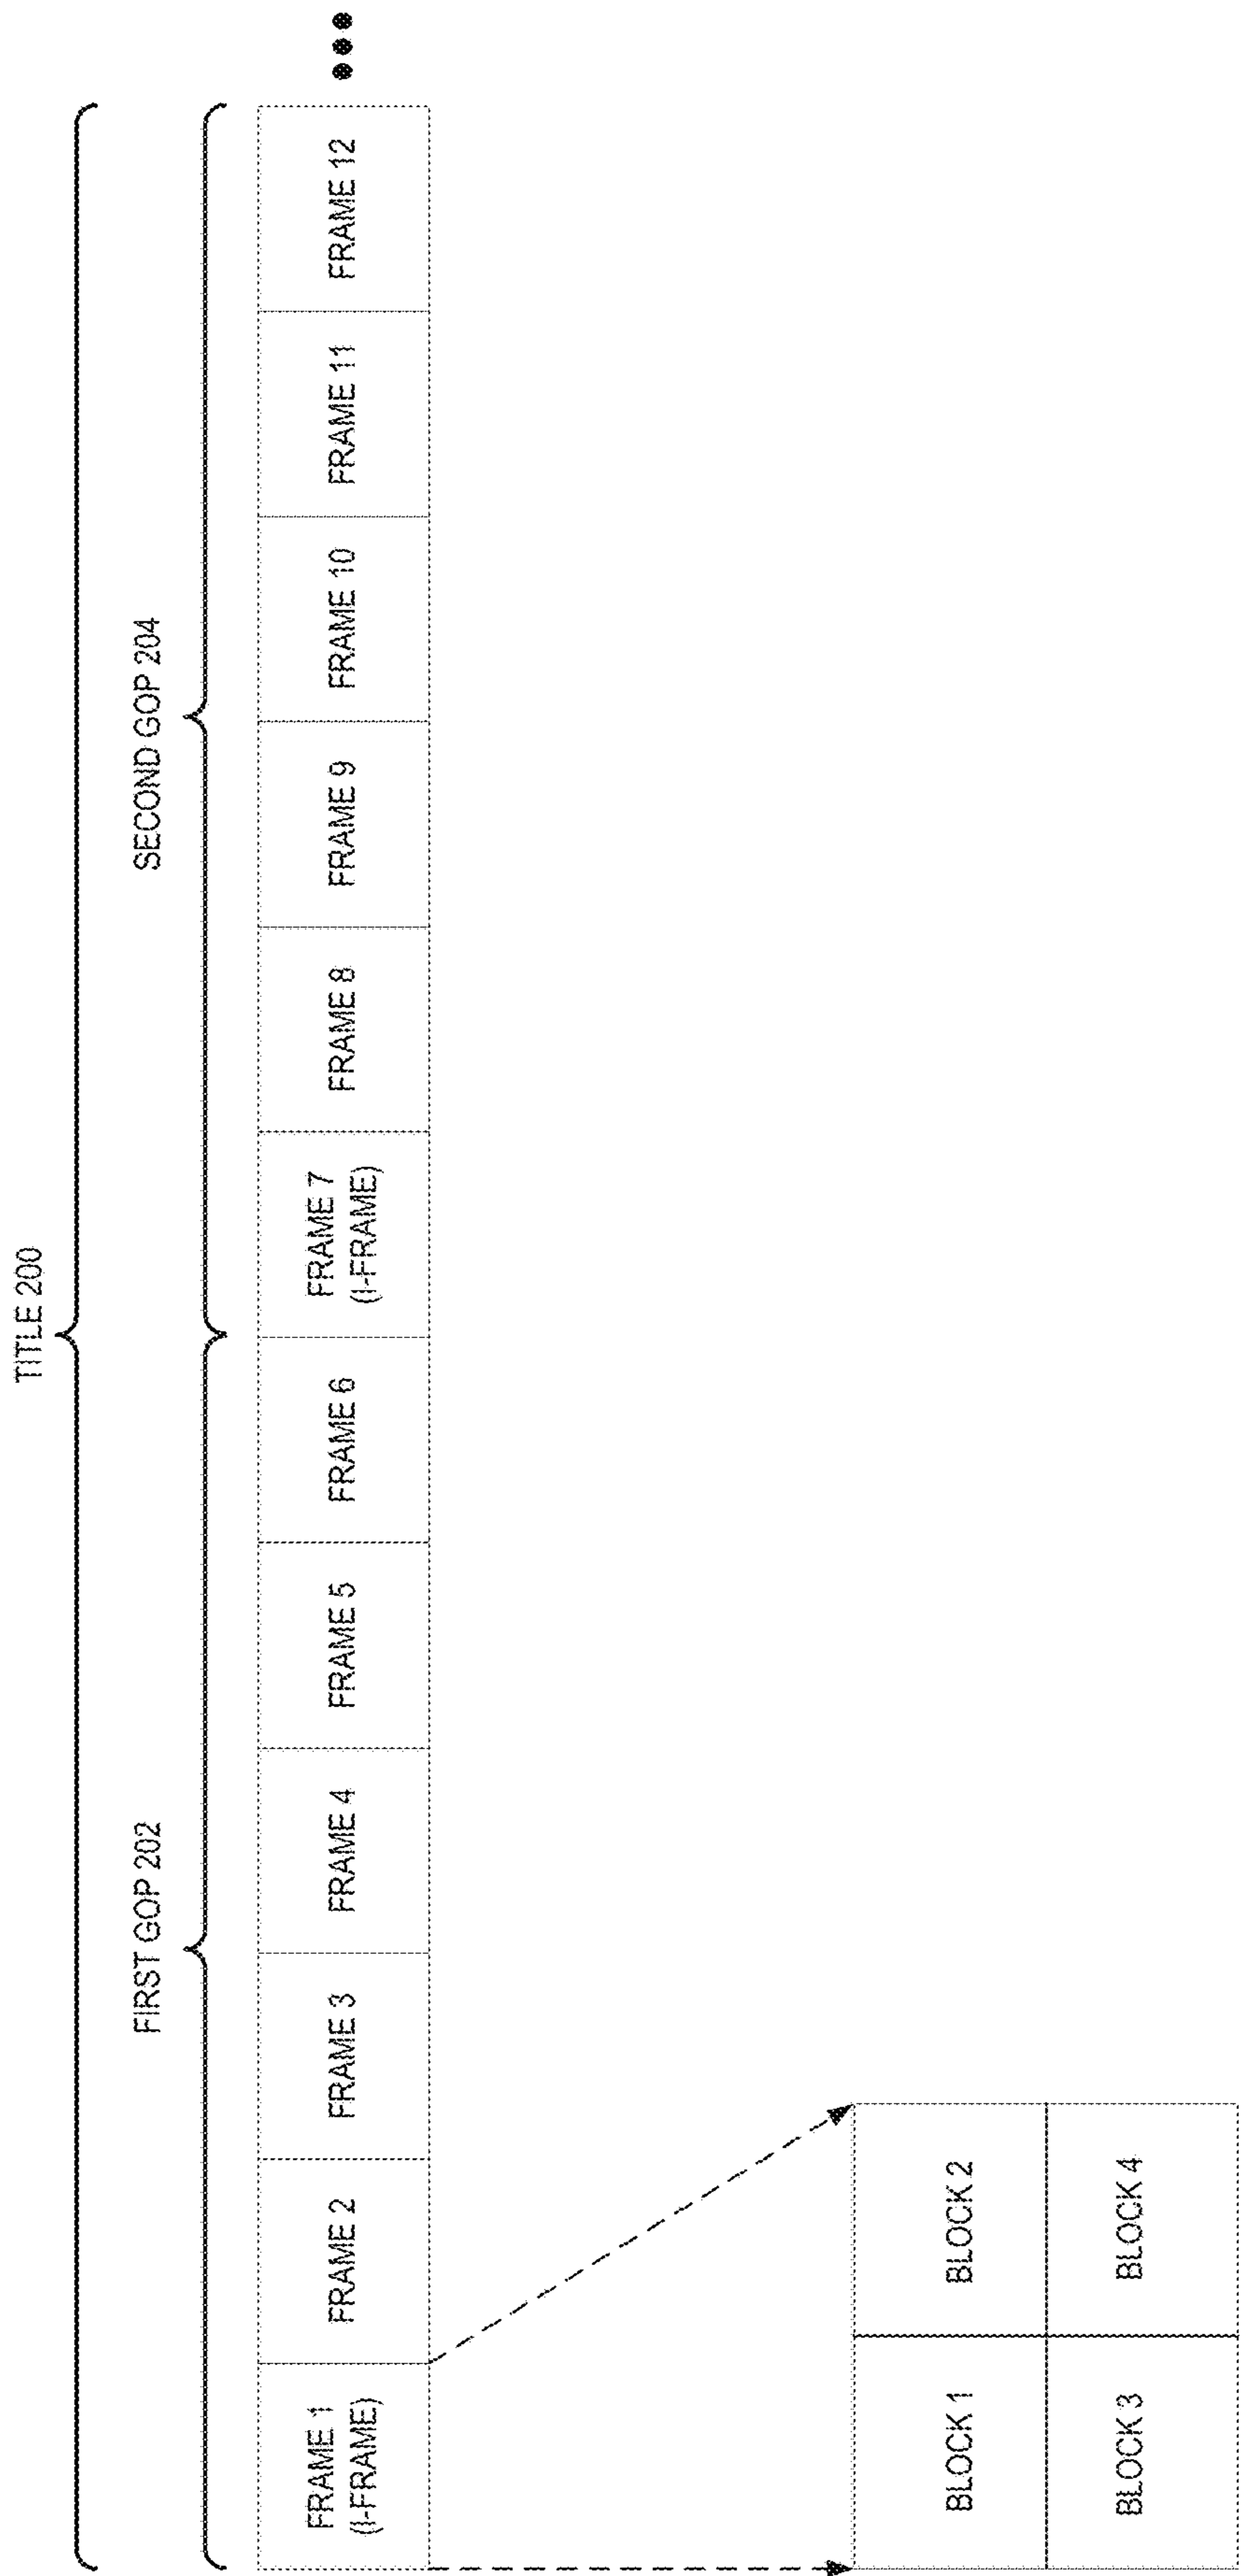 TITLE 200
FIRST GOP 202
SECOND GOP 204
FRAME 1
(I-FRAME)
FRAME 2
FRAME 3
FRAME 4
FRAME 5
FRAME 6
FRAME 7
(I-FRAME)
FRAME 8
FRAME 9
FRAME 10
FRAME 11
FRAME 12
BLOCK 1
BLOCK 2
BLOCK 3
BLOCK 4